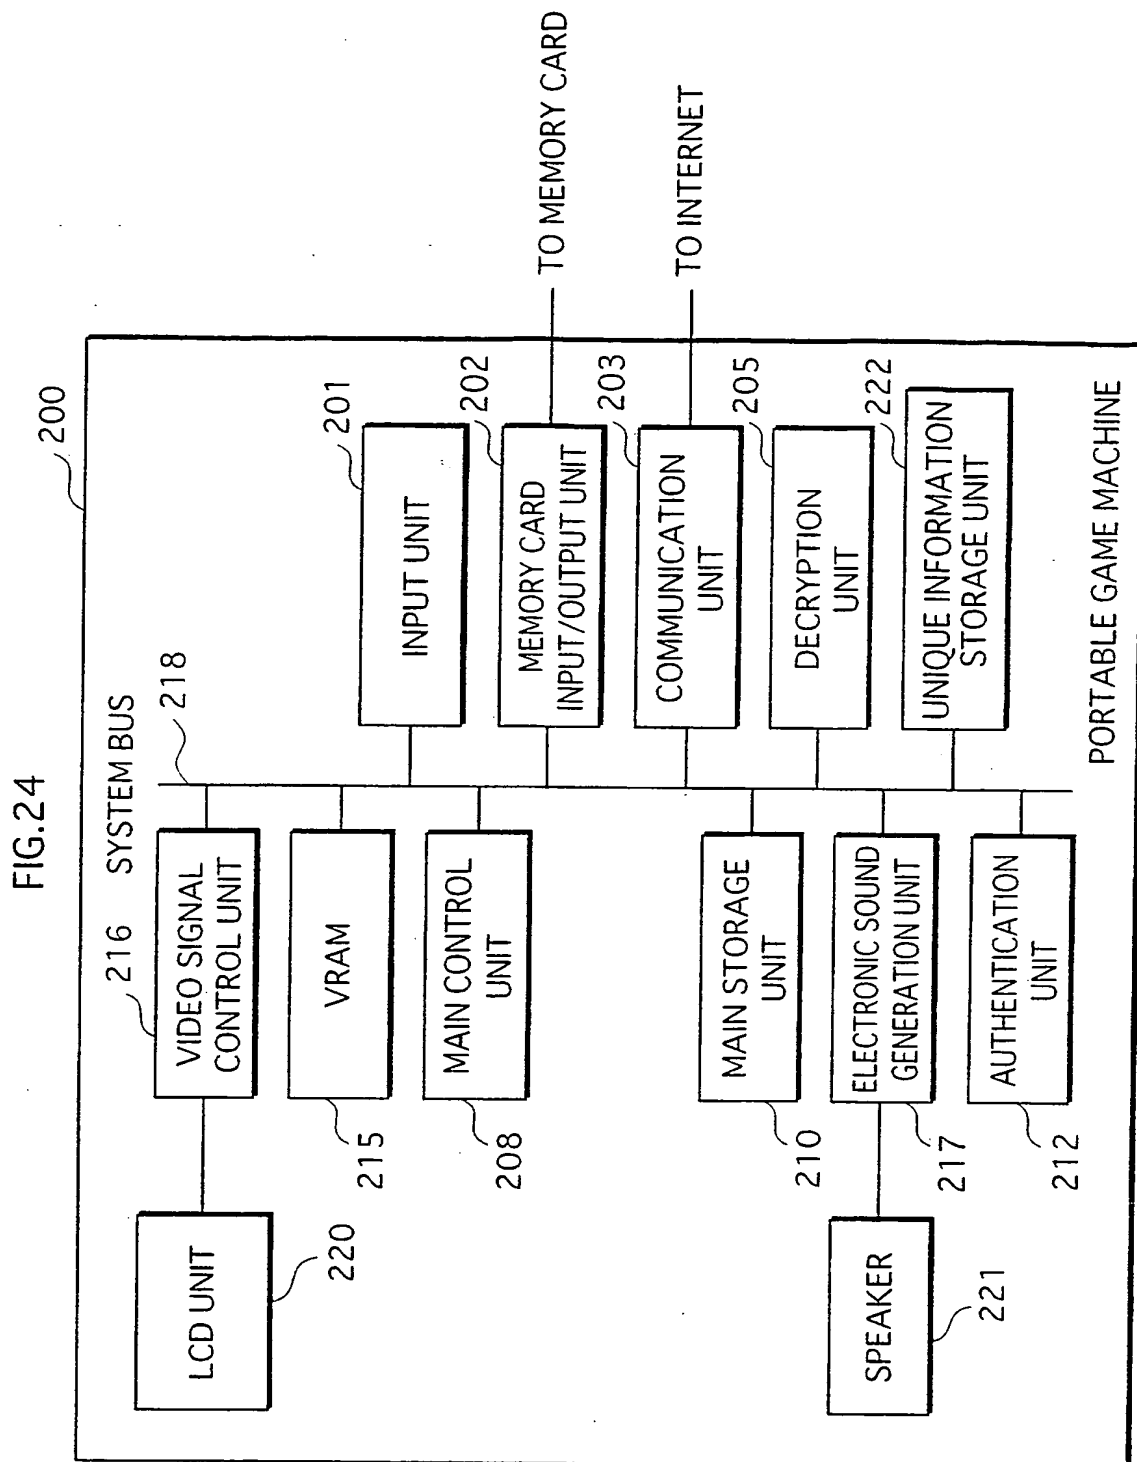 FIG.24
200
216
SYSTEM BUS
218
LCD UNIT
220
VIDEO SIGNAL
CONTROL UNIT
VRAM
215
MAIN CONTROL
UNIT
208
INPUT UNIT
201
MEMORY CARD
INPUT/OUTPUT UNIT
202
TO MEMORY CARD
COMMUNICATION
UNIT
203
TO INTERNET
DECRYPTION
UNIT
205
UNIQUE INFORMATION
STORAGE UNIT
222
MAIN STORAGE
UNIT
210
SPEAKER
221
ELECTRONIC SOUND
GENERATION UNIT
217
AUTHENTICATION
UNIT
212
PORTABLE GAME MACHINE